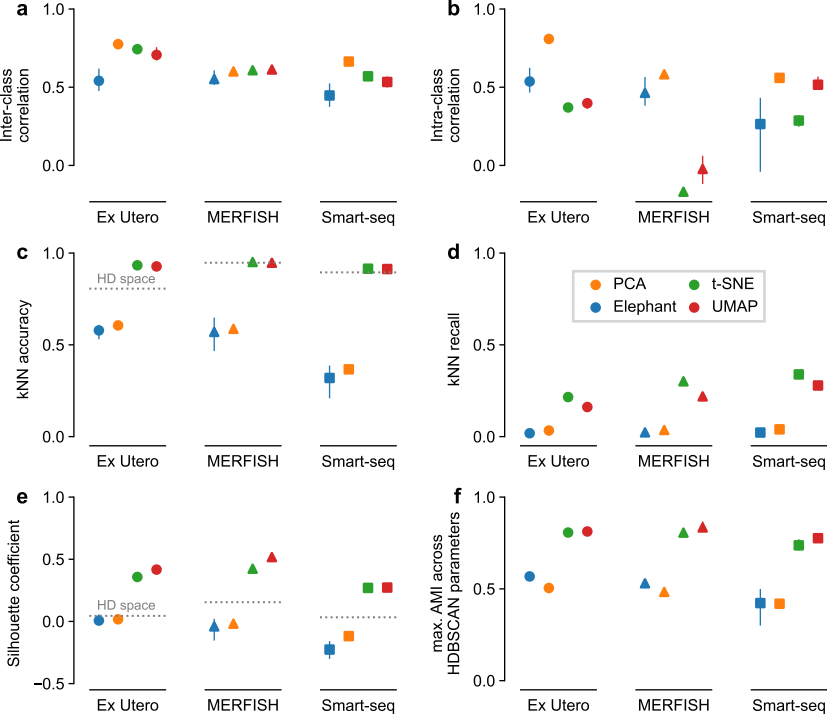 a
1.0
0.5
0.0
Inter-class
correlation
Ex Utero
MERFISH
Smart-seq
b
1.0
0.5
0.0
Intra-class
correlation
Ex Utero
MERFISH
Smart-seq
c
1.0
0.5
0.0
kNN accuracy
HD space
Ex Utero
MERFISH
Smart-seq
d
1.0
0.5
0.0
kNN recall
PCA
t-SNE
Elephant
UMAP
Ex Utero
MERFISH
Smart-seq
e
1.0
0.5
0.0
−0.5
Silhouette coefficient
HD space
Ex Utero
MERFISH
Smart-seq
f
1.0
0.5
0.0
max. AMI across
HDBSCAN parameters
Ex Utero
MERFISH
Smart-seq